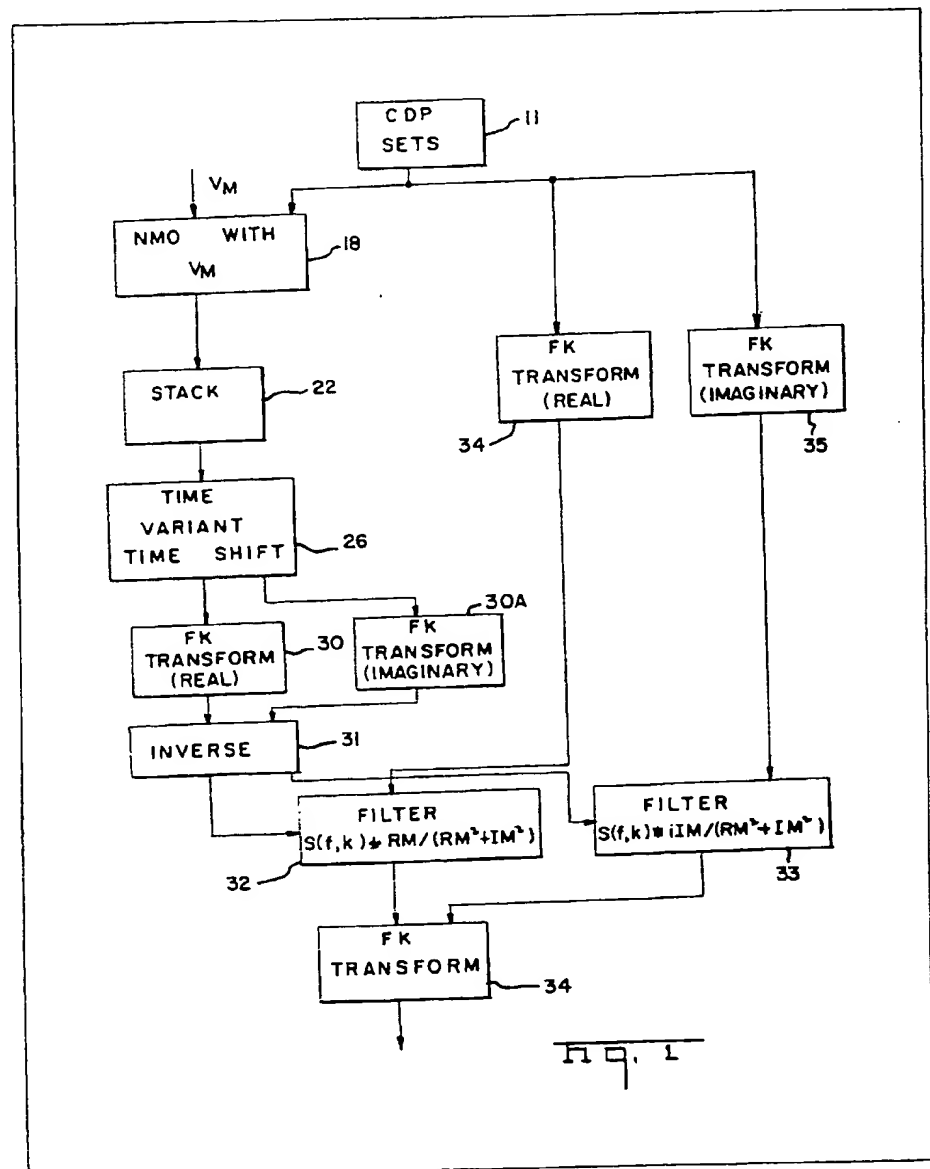 CDP
SETS
11
VM
NMO WITH
VM
18
STACK
22
FK
TRANSFORM
(REAL)
34
FK
TRANSFORM
(IMAGINARY)
35
TIME
VARIANT
TIME SHIFT
26
30A
FK
TRANSFORM
(REAL)
30
FK
TRANSFORM
(IMAGINARY)
INVERSE
31
FILTER
S(f,k) * RM/(RM²+IM²)
32
FILTER
S(f,k) * iIM/(RM²+IM²)
33
FK
TRANSFORM
34
Fig. 1